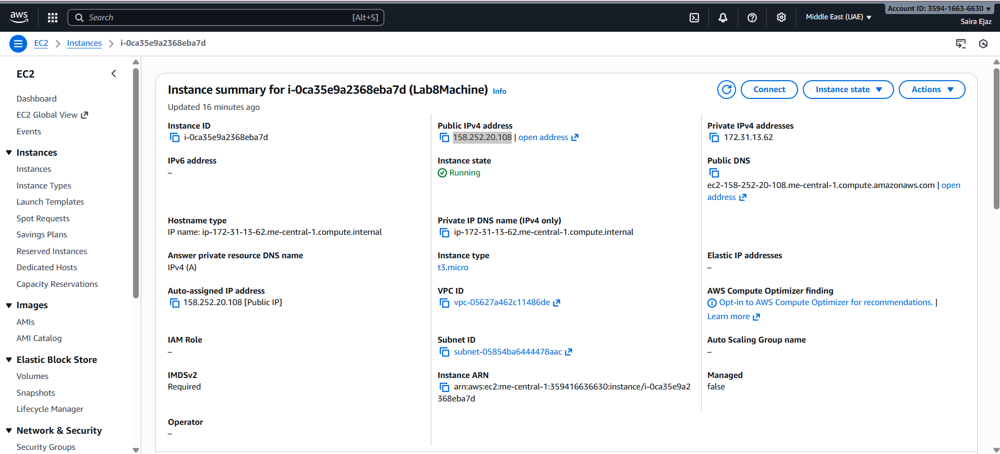 aws
Search [Alt+S]
Middle East (UAE)
Account ID: 3594-1663-6630
Saira Ejaz
EC2 Instances i-0ca35e9a2368eba7d
EC2
Dashboard
EC2 Global View
Events
Instances
Instances
Instance Types
Launch Templates
Spot Requests
Savings Plans
Reserved Instances
Dedicated Hosts
Capacity Reservations
Images
AMIs
AMI Catalog
Elastic Block Store
Volumes
Snapshots
Lifecycle Manager
Network & Security
Security Groups
Instance summary for i-0ca35e9a2368eba7d (Lab8Machine) Info
Updated 16 minutes ago
Connect
Instance state
Actions
Instance ID
i-0ca35e9a2368eba7d
Public IPv4 address
158.252.20.108 | open address
Private IPv4 addresses
172.31.13.62
IPv6 address
–
Instance state
Running
Public DNS
ec2-158-252-20-108.me-central-1.compute.amazonaws.com | open
address
Hostname type
IP name: ip-172-31-13-62.me-central-1.compute.internal
Private IP DNS name (IPv4 only)
ip-172-31-13-62.me-central-1.compute.internal
Answer private resource DNS name
IPv4 (A)
Instance type
t3.micro
Elastic IP addresses
–
Auto-assigned IP address
158.252.20.108 [Public IP]
VPC ID
vpc-05627a462c11486de
AWS Compute Optimizer finding
Opt-in to AWS Compute Optimizer for recommendations. |
Learn more
IAM Role
–
Subnet ID
subnet-05854ba6444478aac
Auto Scaling Group name
–
IMDSv2
Required
Instance ARN
arn:aws:ec2:me-central-1:359416636630:instance/i-0ca35e9a2
368eba7d
Managed
false
Operator
–